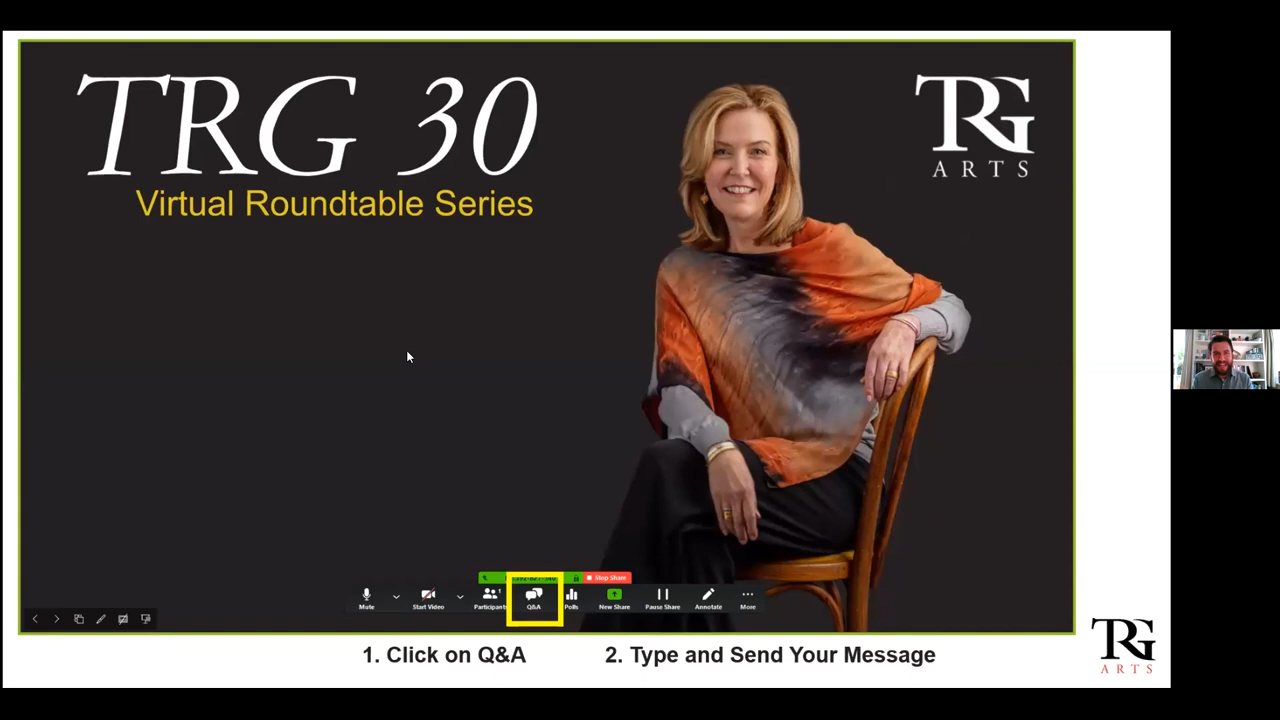 TRG 30
Virtual Roundtable Series
TRG
ARTS
Stop Share
Mute
Start Video
Participants
1
Q&A
Polls
New Share
Pause Share
Annotate
More
1. Click on Q&A
2. Type and Send Your Message
TRG
ARTS